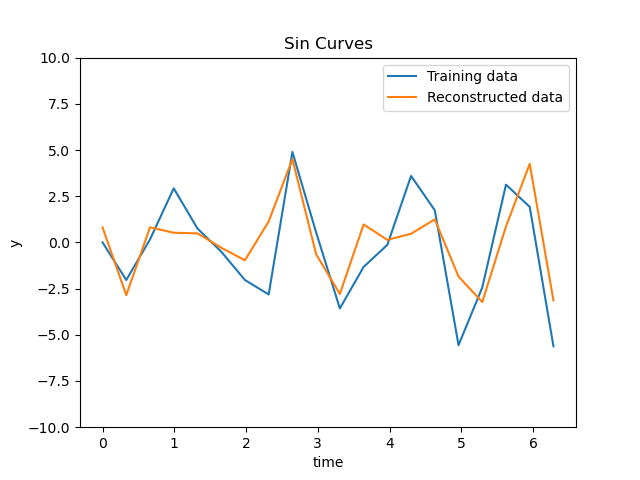 Sin Curves
Training data
Reconstructed data
10.0
7.5
5.0
2.5
0.0
−2.5
−5.0
−7.5
−10.0
y
0 1 2 3 4 5 6
time